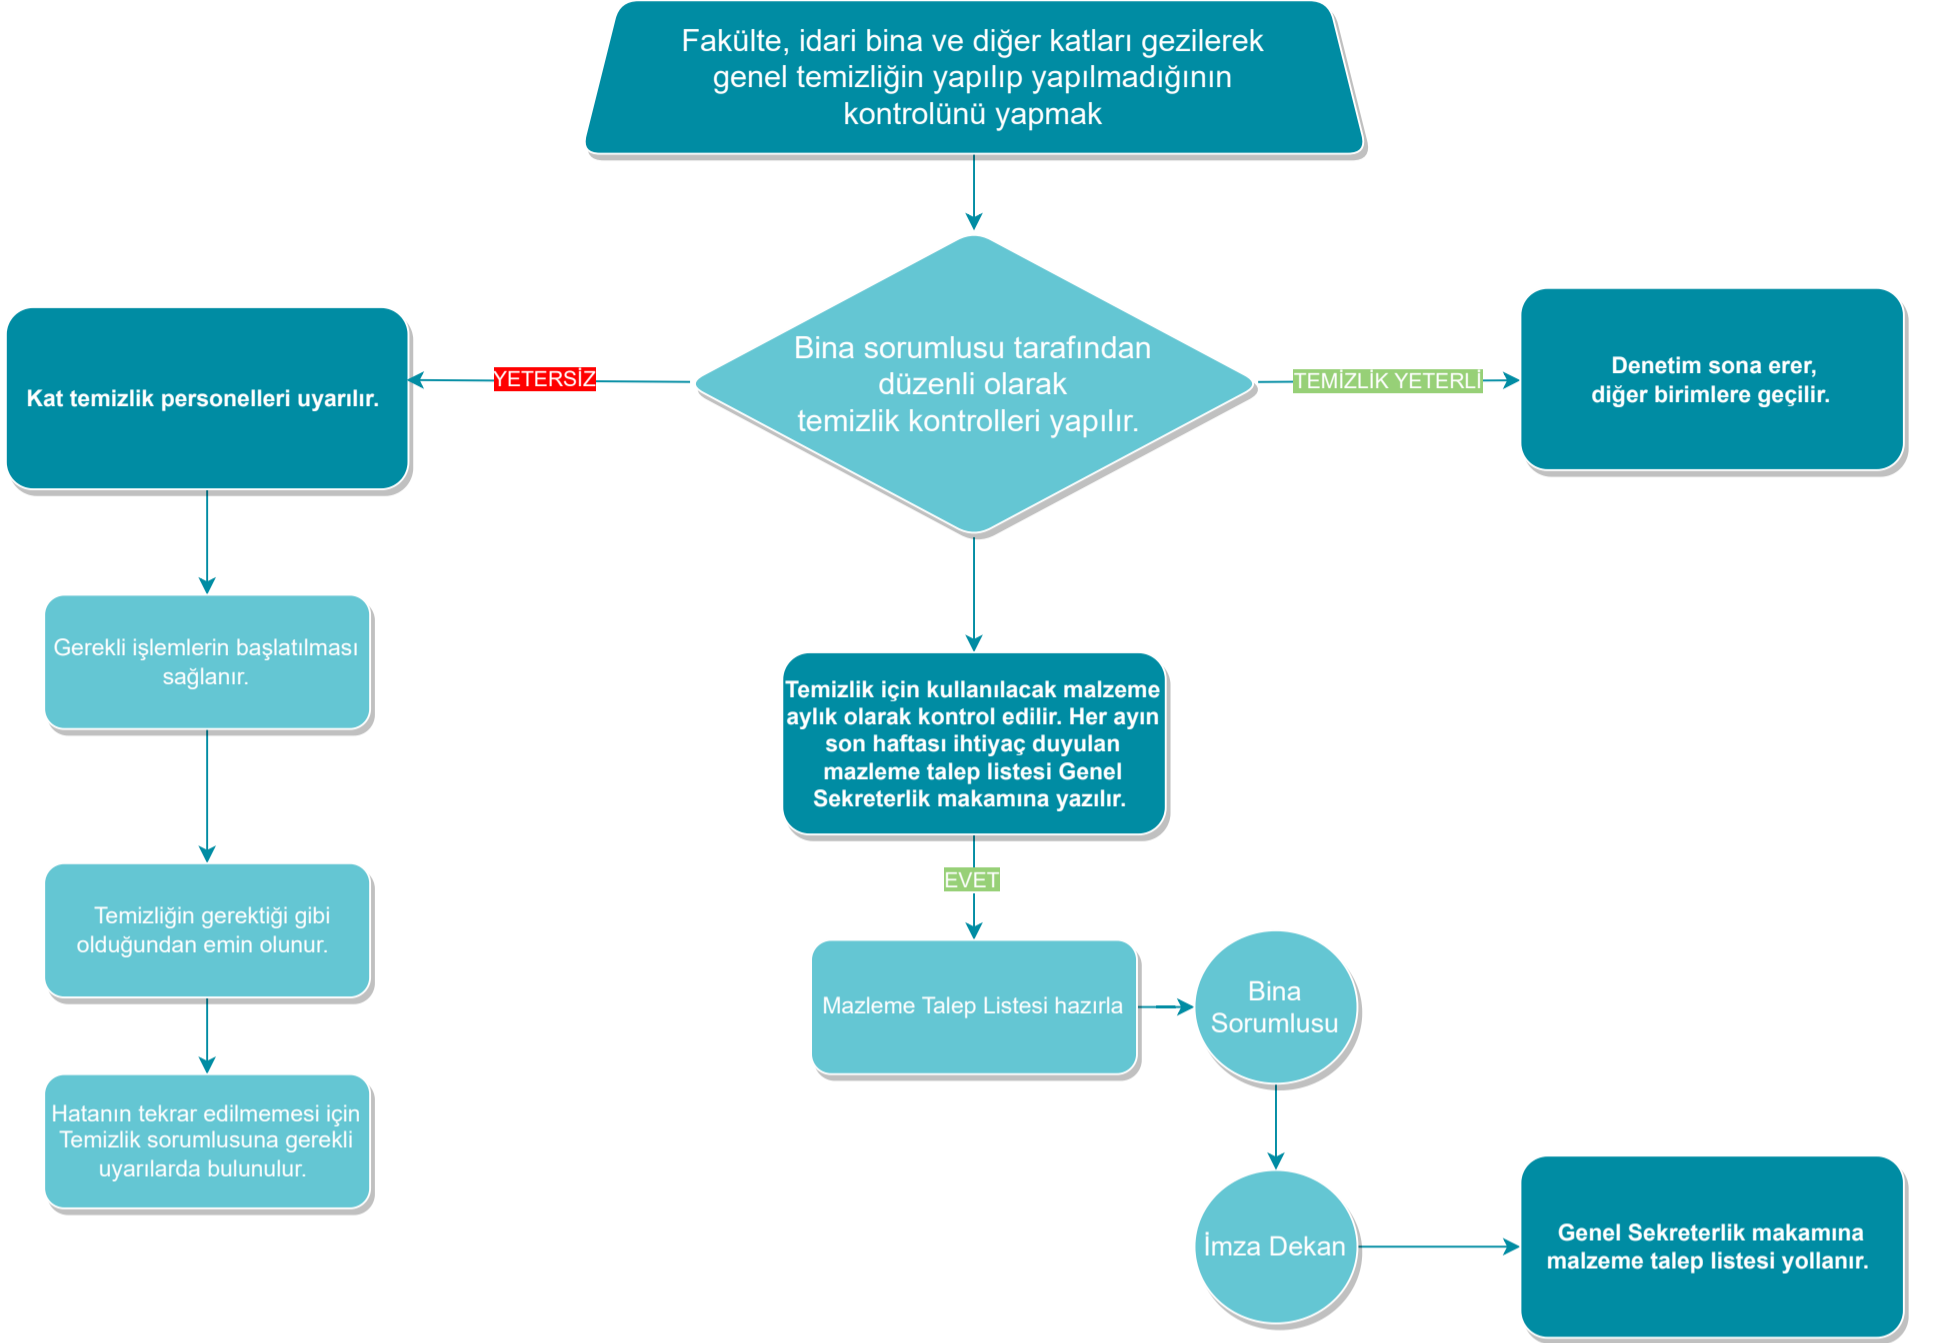 Fakülte, idari bina ve diğer katları gezilerek
genel temizliğin yapılıp yapılmadığının
kontrolünü yapmak
Bina sorumlusu tarafından
düzenli olarak
temizlik kontrolleri yapılır.
YETERSİZ
Kat temizlik personelleri uyarılır.
Gerekli işlemlerin başlatılması
sağlanır.
Temizliğin gerektiği gibi
olduğundan emin olunur.
Hatanın tekrar edilmemesi için
Temizlik sorumlusuna gerekli
uyarılarda bulunulur.
TEMİZLİK YETERLİ
Denetim sona erer,
diğer birimlere geçilir.
Temizlik için kullanılacak malzeme
aylık olarak kontrol edilir. Her ayın
son haftası ihtiyaç duyulan
mazleme talep listesi Genel
Sekreterlik makamına yazılır.
EVET
Mazleme Talep Listesi hazırla
Bina
Sorumlusu
İmza Dekan
Genel Sekreterlik makamına
malzeme talep listesi yollanır.